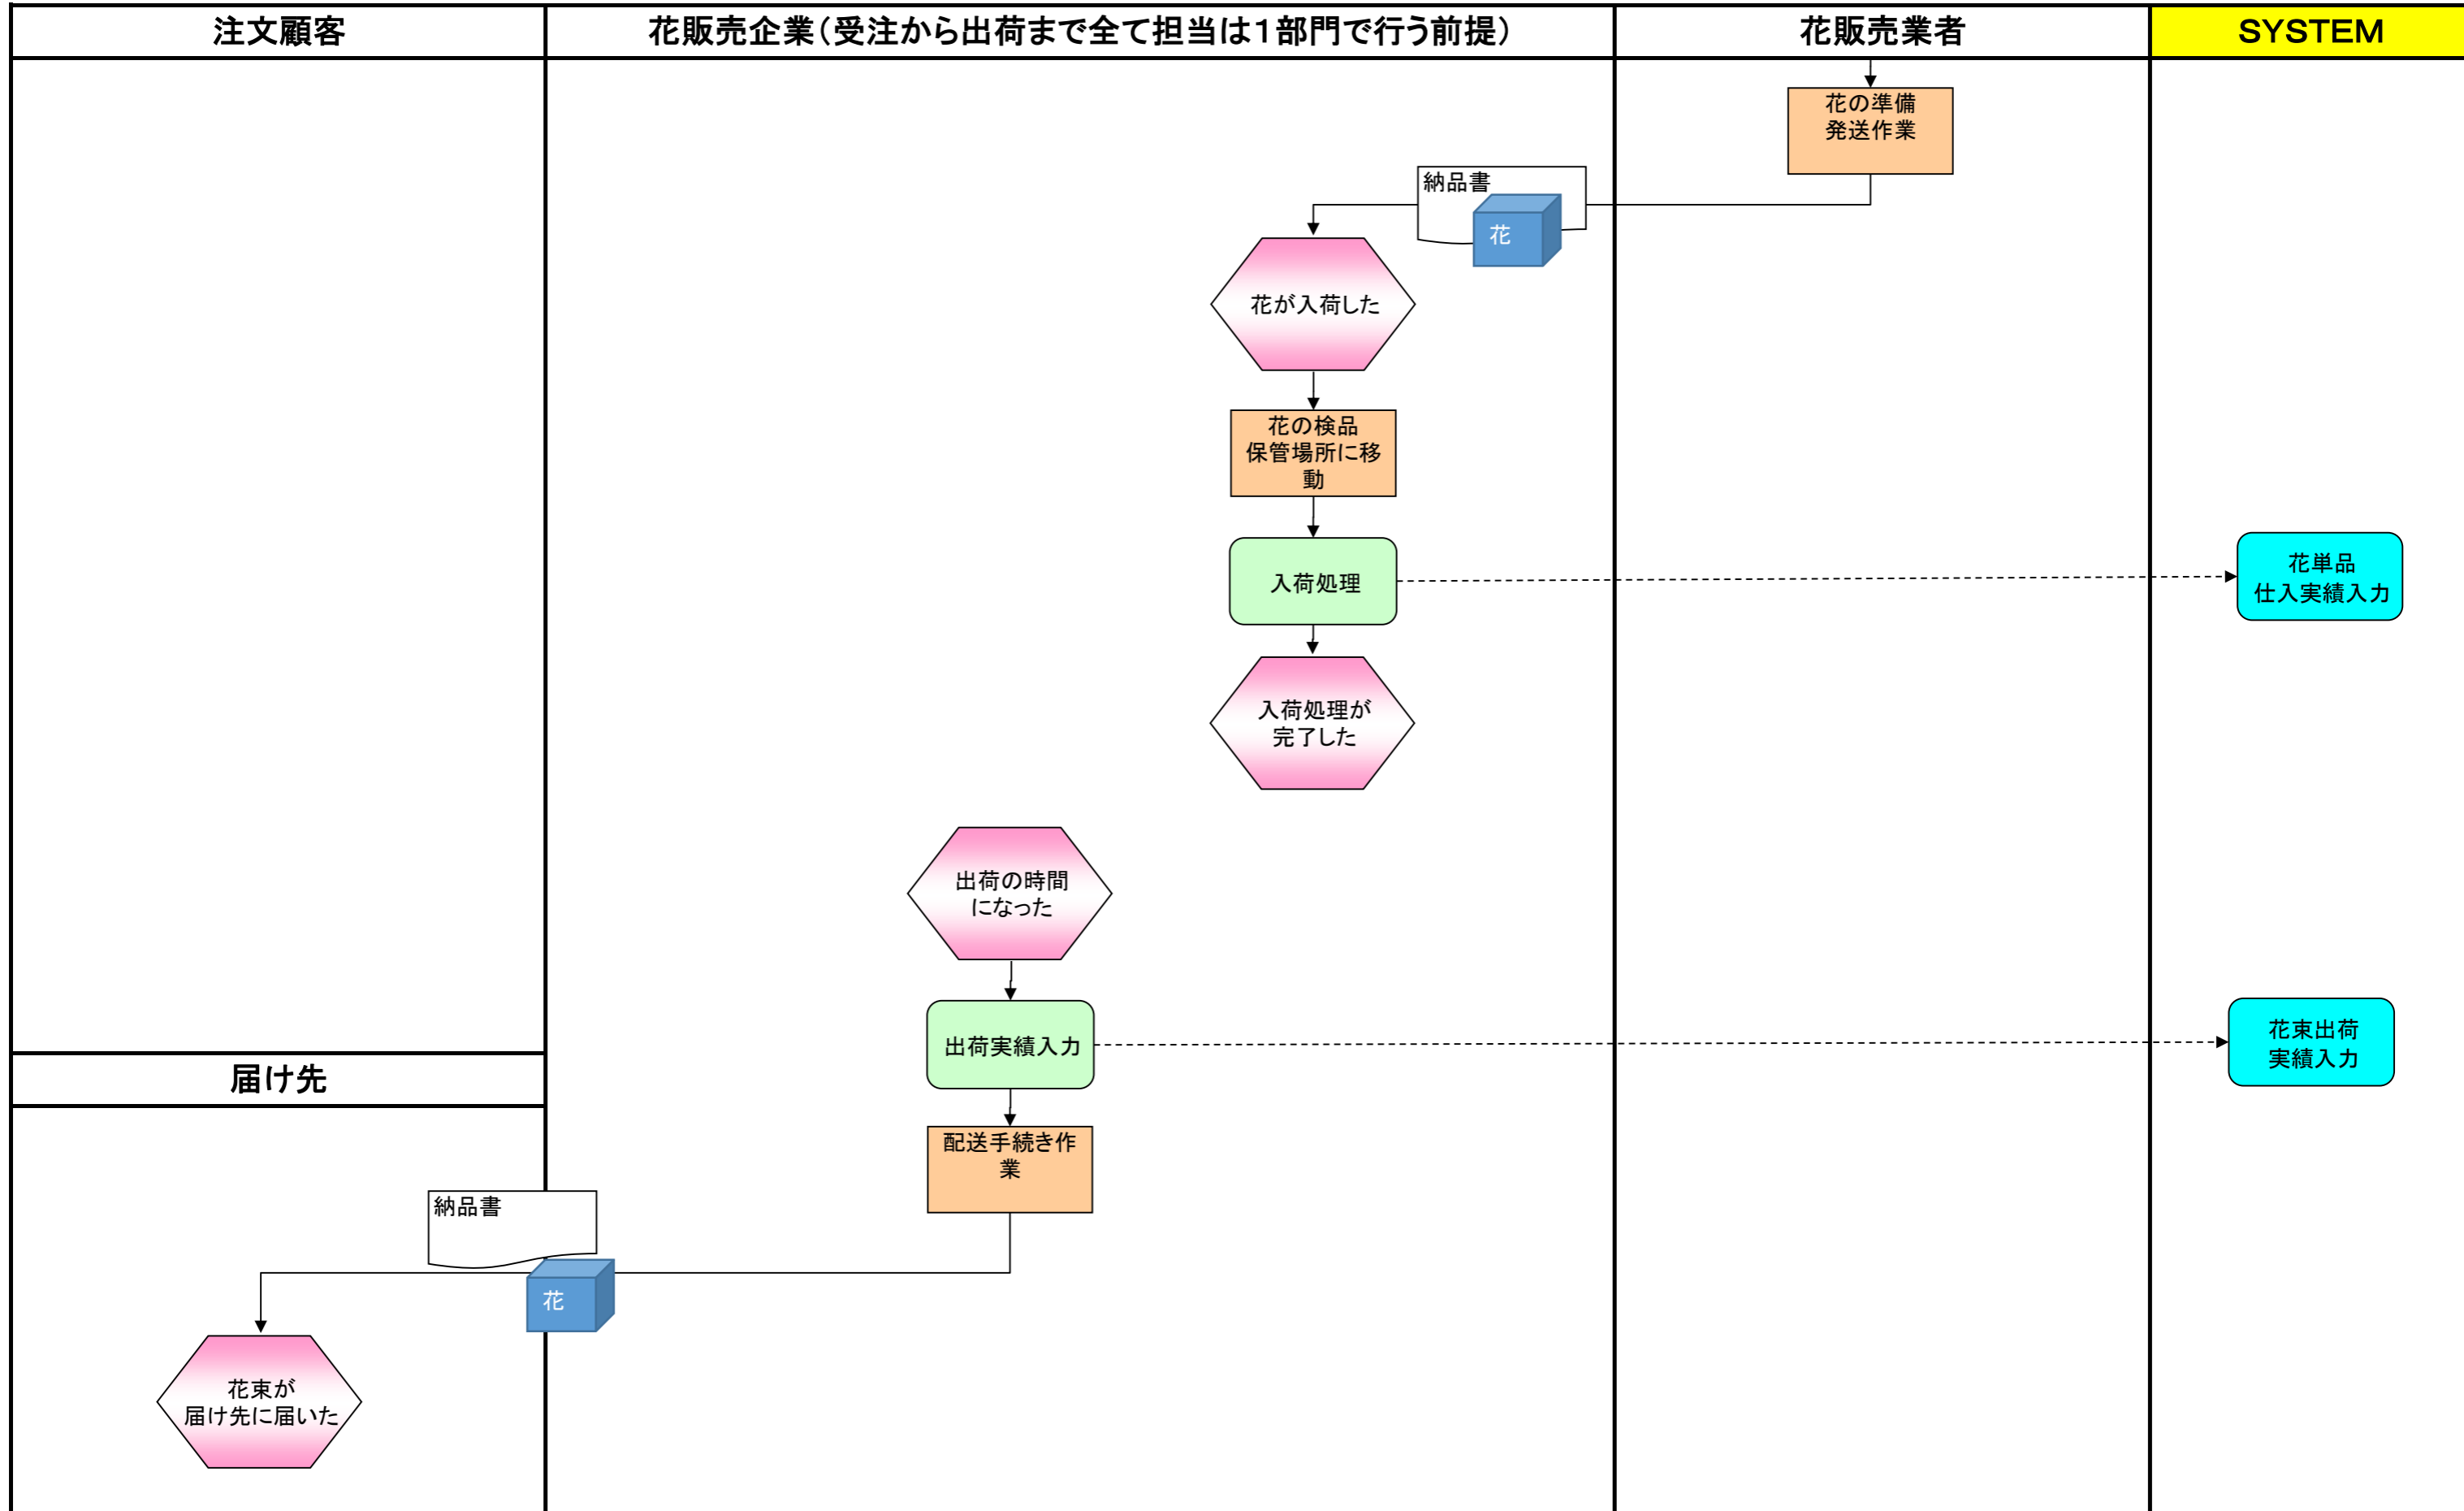 注文顧客
花販売企業（受注から出荷まで全て担当は１部門で行う前提）
花販売業者
SYSTEM
花の準備
発送作業
納品書
花
花が入荷した
花の検品
保管場所に移
動
入荷処理
花単品
仕入実績入力
入荷処理が
完了した
出荷の時間
になった
出荷実績入力
花束出荷
実績入力
届け先
配送手続き作
業
納品書
花
花束が
届け先に届いた